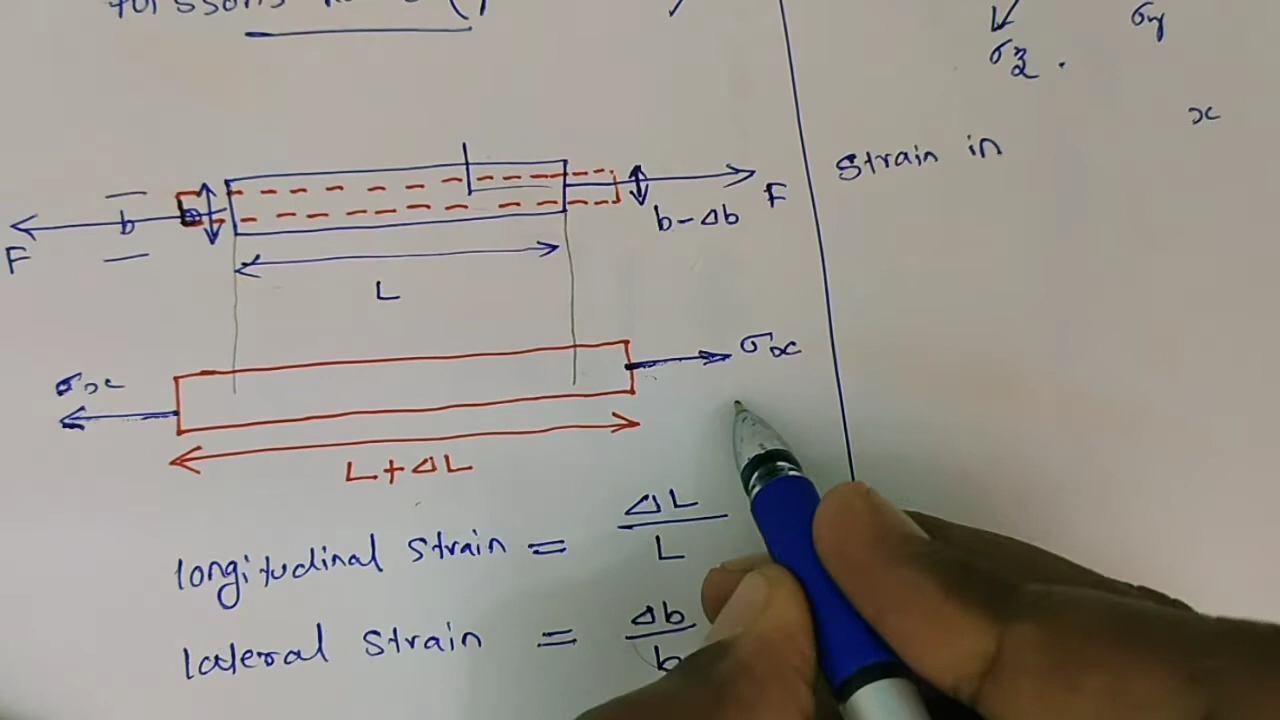 σz .
σy
x
Strain in
F
b
b-Δb
F
L
σx
σx
L+ΔL
longitudinal strain = ΔL/L
lateral strain = Δb/b